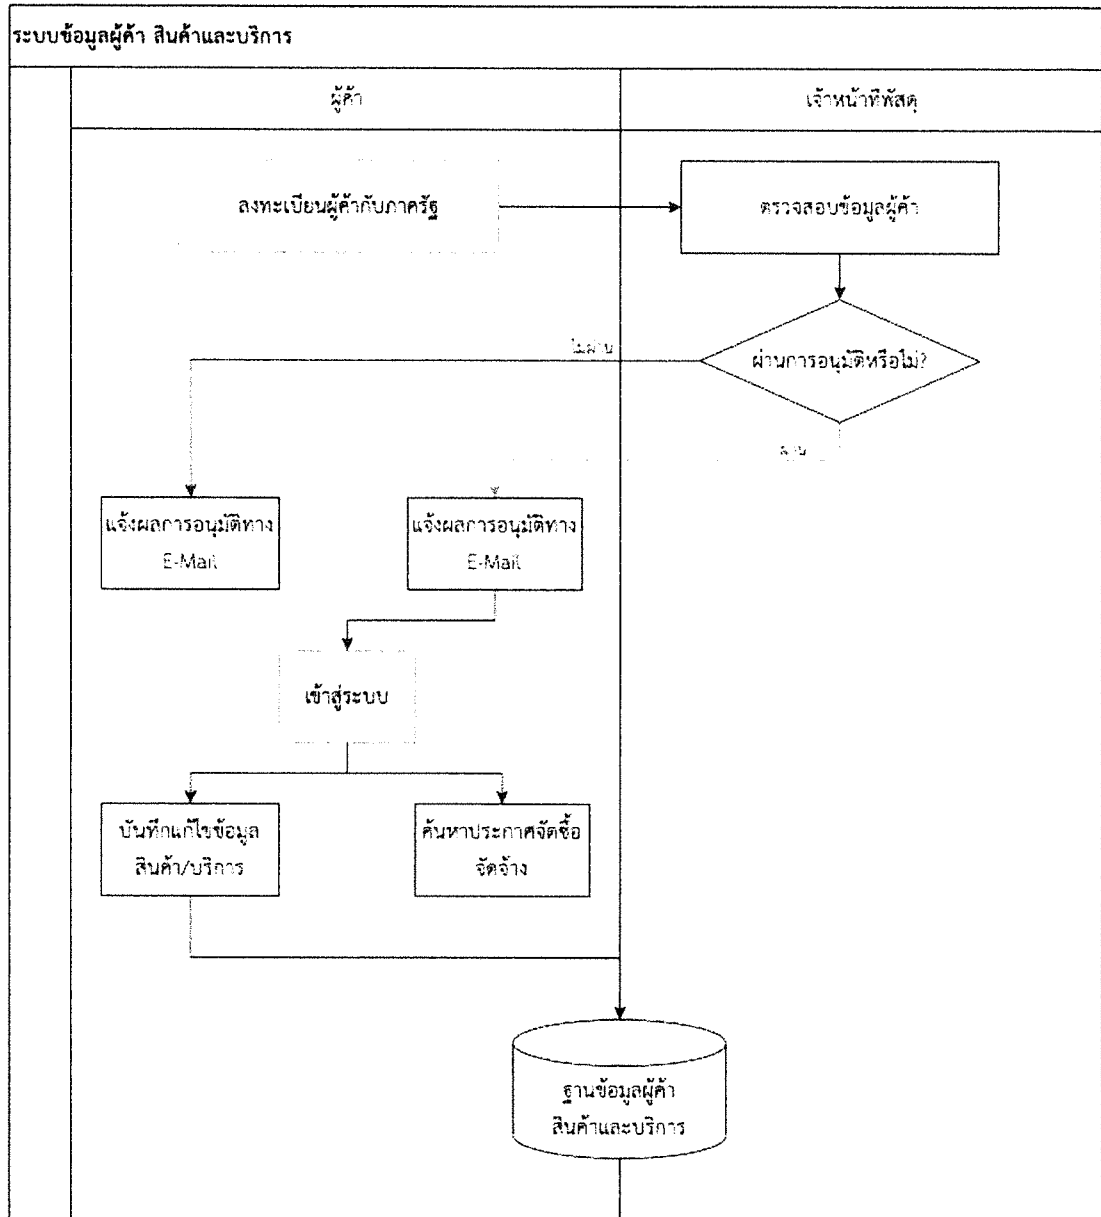 ระบบข้อมูลผู้ค้า สินค้าและบริการ
ผู้ค้า
เจ้าหน้าที่พัสดุ
ลงทะเบียนผู้ค้ากับภาครัฐ
ตรวจสอบข้อมูลผู้ค้า
ไม่ผ่าน
ผ่านการอนุมัติหรือไม่?
ผ่าน
แจ้งผลการอนุมัติทาง
E-Mail
แจ้งผลการอนุมัติทาง
E-Mail
เข้าสู่ระบบ
บันทึกแก้ไขข้อมูล
สินค้า/บริการ
ค้นหาประกาศจัดซื้อ
จัดจ้าง
ฐานข้อมูลผู้ค้า
สินค้าและบริการ